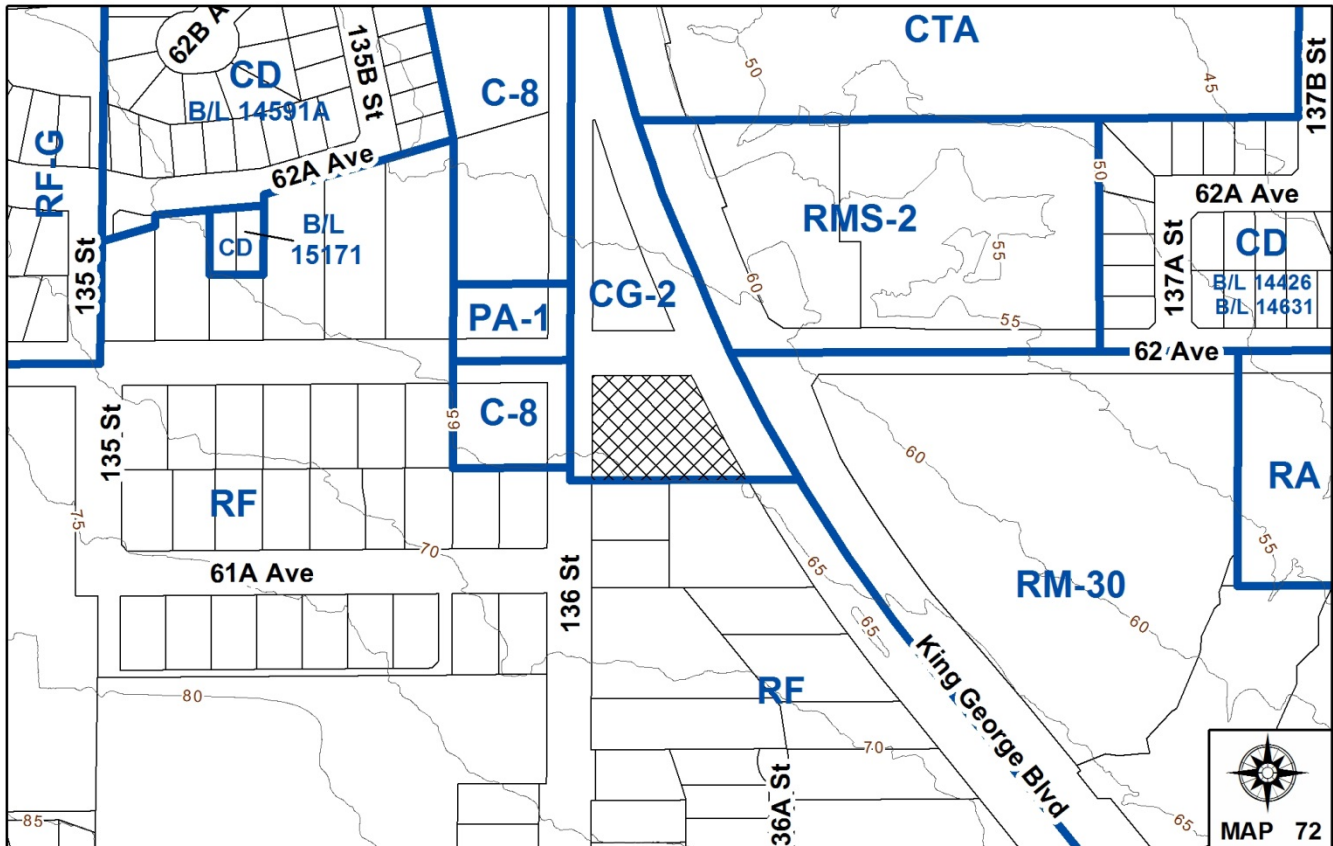 62B A
CD
B/L 14591A
135B St
C-8
CTA
50
45
137B St
RF-G
62A Ave
B/L
15171
CD
135 St
PA-1
CG-2
RMS-2
60
55
55
50
62A Ave
137A St
CD
B/L 14426
B/L 14631
62 Ave
C-8
65
135 St
RF
75
70
61A Ave
136 St
80
85
65
65
RF
70
36A St
King George Blvd
60
RM-30
60
RA
55
65
MAP 72